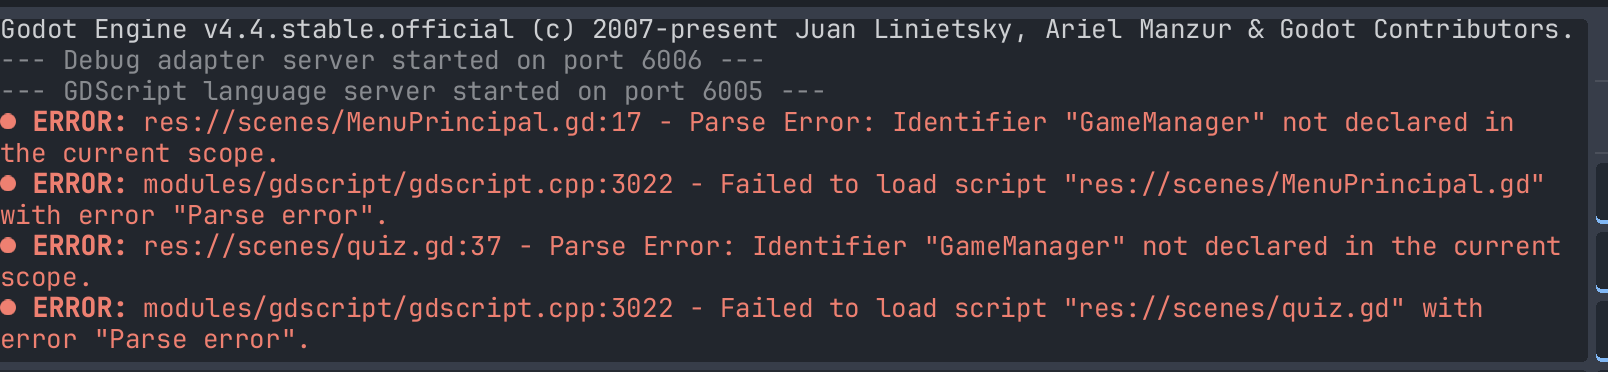 Godot Engine v4.4.stable.official (c) 2007-present Juan Linietsky, Ariel Manzur & Godot Contributors.
--- Debug adapter server started on port 6006 ---
--- GDScript language server started on port 6005 ---
● ERROR: res://scenes/MenuPrincipal.gd:17 - Parse Error: Identifier "GameManager" not declared in
the current scope.
● ERROR: modules/gdscript/gdscript.cpp:3022 - Failed to load script "res://scenes/MenuPrincipal.gd"
with error "Parse error".
● ERROR: res://scenes/quiz.gd:37 - Parse Error: Identifier "GameManager" not declared in the current
scope.
● ERROR: modules/gdscript/gdscript.cpp:3022 - Failed to load script "res://scenes/quiz.gd" with
error "Parse error".